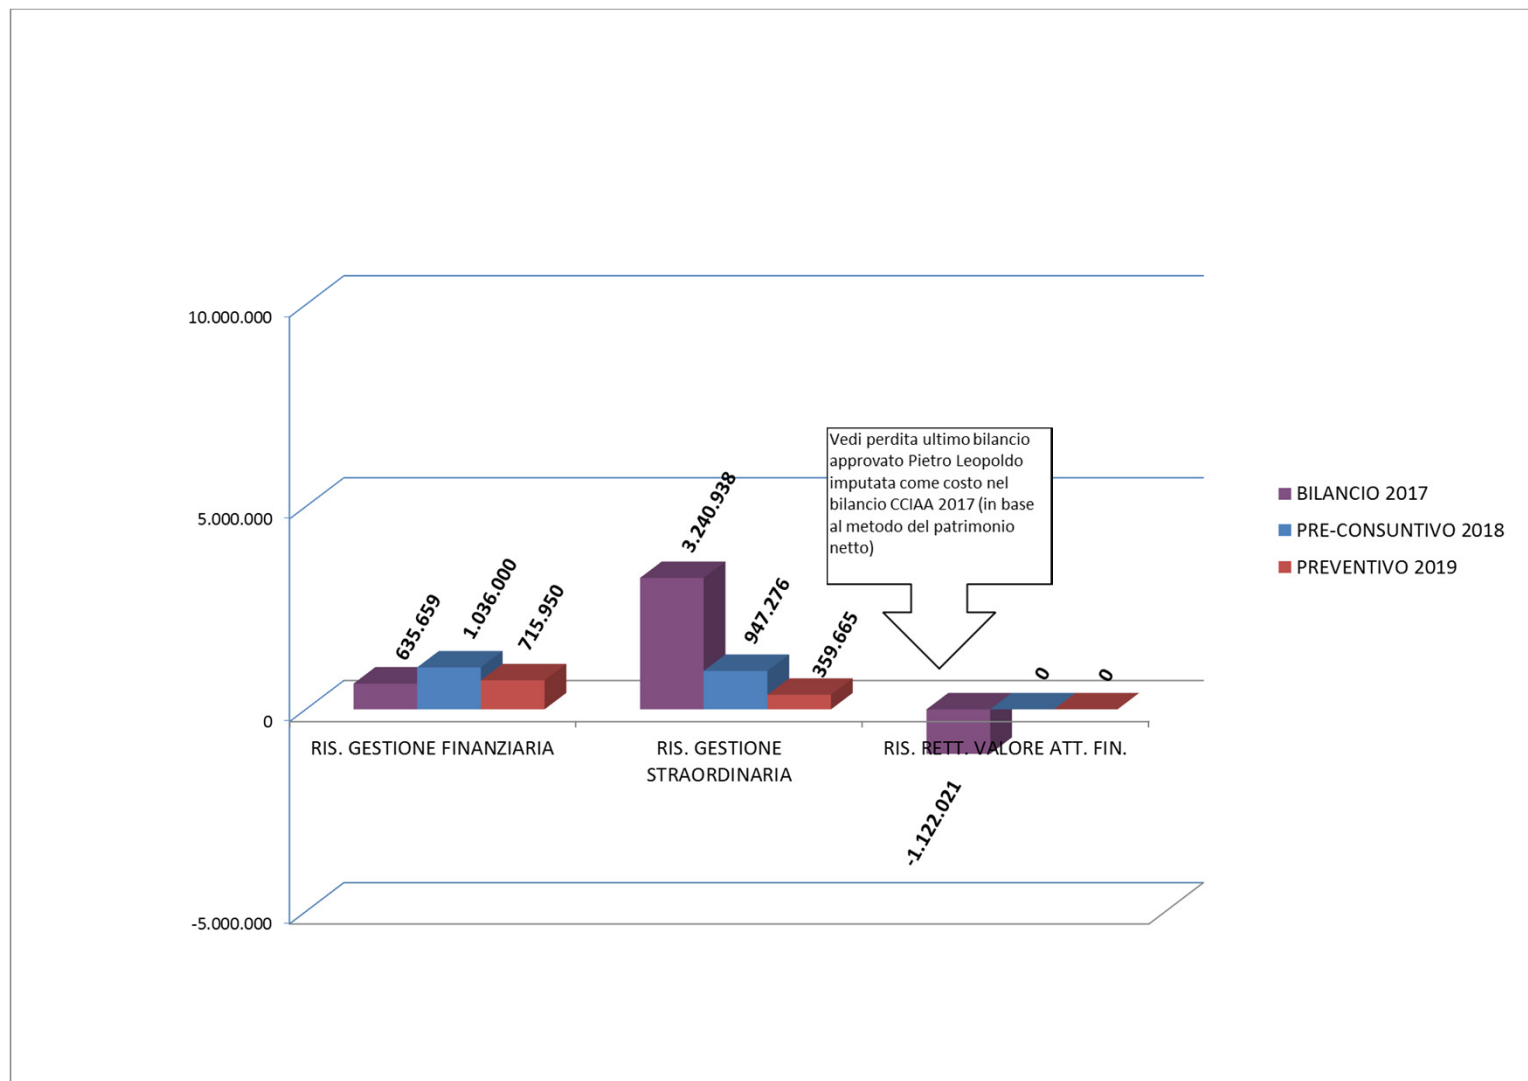 10.000.000
5.000.000
0
-5.000.000
635.659
1.036.000
715.950
3.240.938
947.276
359.665
-1.122.021
0
0
Vedi perdita ultimo bilancio
approvato Pietro Leopoldo
imputata come costo nel
bilancio CCIAA 2017 (in base
al metodo del patrimonio
netto)
RIS. GESTIONE FINANZIARIA
RIS. GESTIONE
STRAORDINARIA
RIS. RETT. VALORE ATT. FIN.
BILANCIO 2017
PRE-CONSUNTIVO 2018
PREVENTIVO 2019